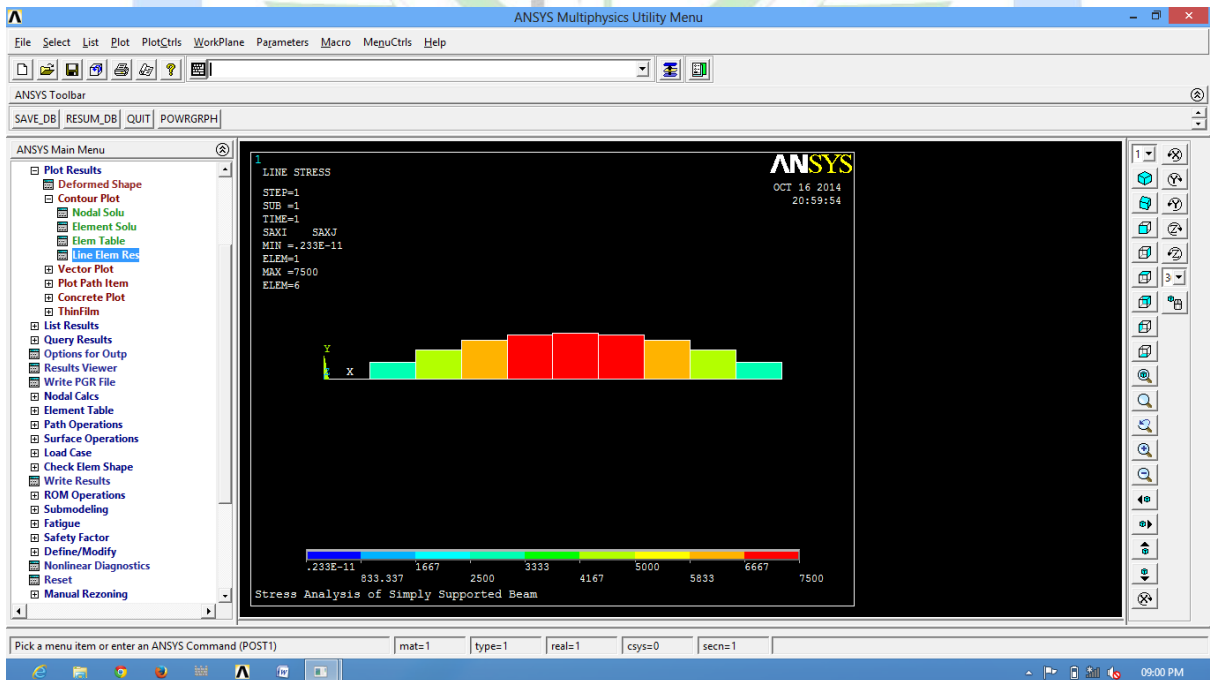 ANSYS Multiphysics Utility Menu
File Select List Plot PlotCtrls WorkPlane Parameters Macro MenuCtrls Help
ANSYS Toolbar
SAVE_DB RESUM_DB QUIT POWRGRPH
ANSYS Main Menu
Plot Results
Deformed Shape
Contour Plot
Nodal Solu
Element Solu
Elem Table
Line Elem Res
Vector Plot
Plot Path Item
Concrete Plot
ThinFilm
List Results
Query Results
Options for Outp
Results Viewer
Write PGR File
Nodal Calcs
Element Table
Path Operations
Surface Operations
Load Case
Check Elem Shape
Write Results
ROM Operations
Submodeling
Fatigue
Safety Factor
Define/Modify
Nonlinear Diagnostics
Reset
Manual Rezoning
1
LINE STRESS
STEP=1
SUB =1
TIME=1
SAXI SAXJ
MIN =.233E-11
ELEM=1
MAX =7500
ELEM=6
ANSYS
OCT 16 2014
20:59:54
Y
X
.233E-11 1667 3333 5000 6667
833.337 2500 4167 5833 7500
Stress Analysis of Simply Supported Beam
1
3
Pick a menu item or enter an ANSYS Command (POST1) mat=1 type=1 real=1 csys=0 secn=1
09:00 PM